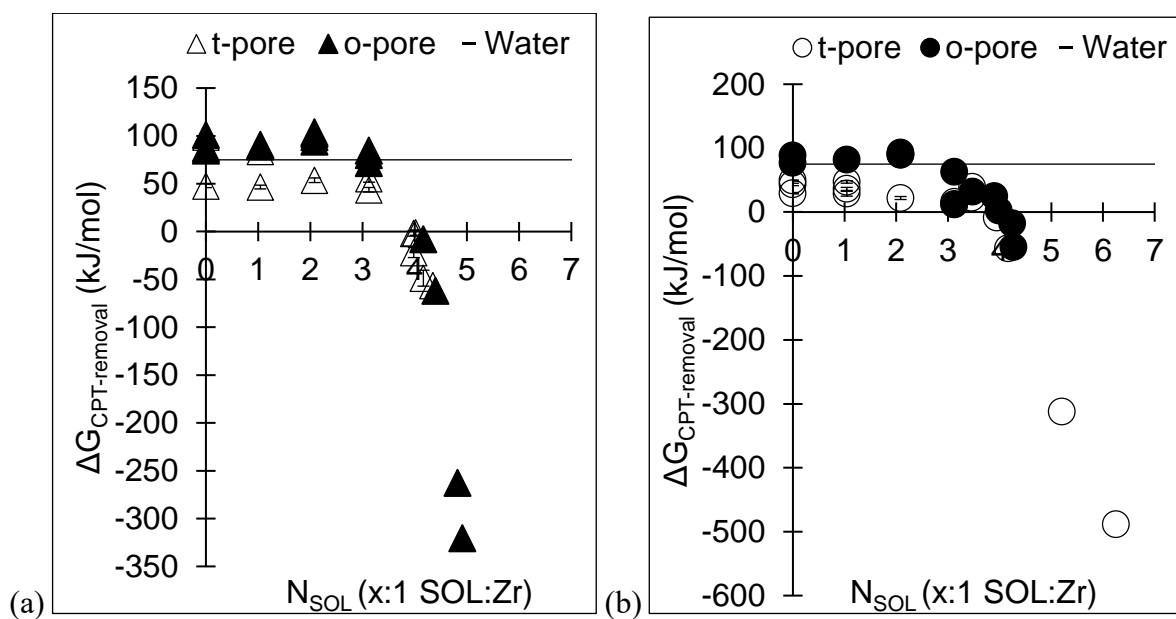 △ t-pore ▲ o-pore – Water
150
100
50
0
-50
-100
-150
-200
-250
-300
-350
0 1 2 3 4 5 6 7
ΔG_CPT-removal (kJ/mol)
N_SOL (x:1 SOL:Zr)
(a)
○ t-pore ● o-pore – Water
200
100
0
-100
-200
-300
-400
-500
-600
0 1 2 3 4 5 6 7
ΔG_CPT-removal (kJ/mol)
N_SOL (x:1 SOL:Zr)
(b)